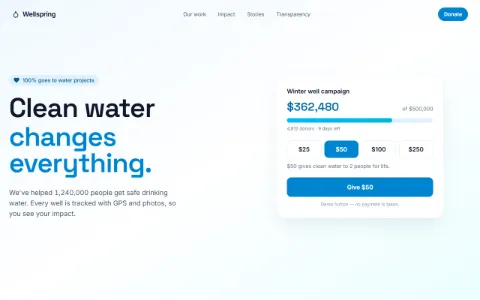 Wellspring
Our work
Impact
Stories
Transparency
Donate
100% goes to water projects
Clean water
changes
everything.
We've helped 1,240,000 people get safe drinking
water. Every well is tracked with GPS and photos, so
you see your impact.
Winter well campaign
$362,480
of $500,000
4,812 donors · 9 days left
$25
$50
$100
$250
$50 gives clean water to 2 people for life.
Give $50
Demo button — no payment is taken.